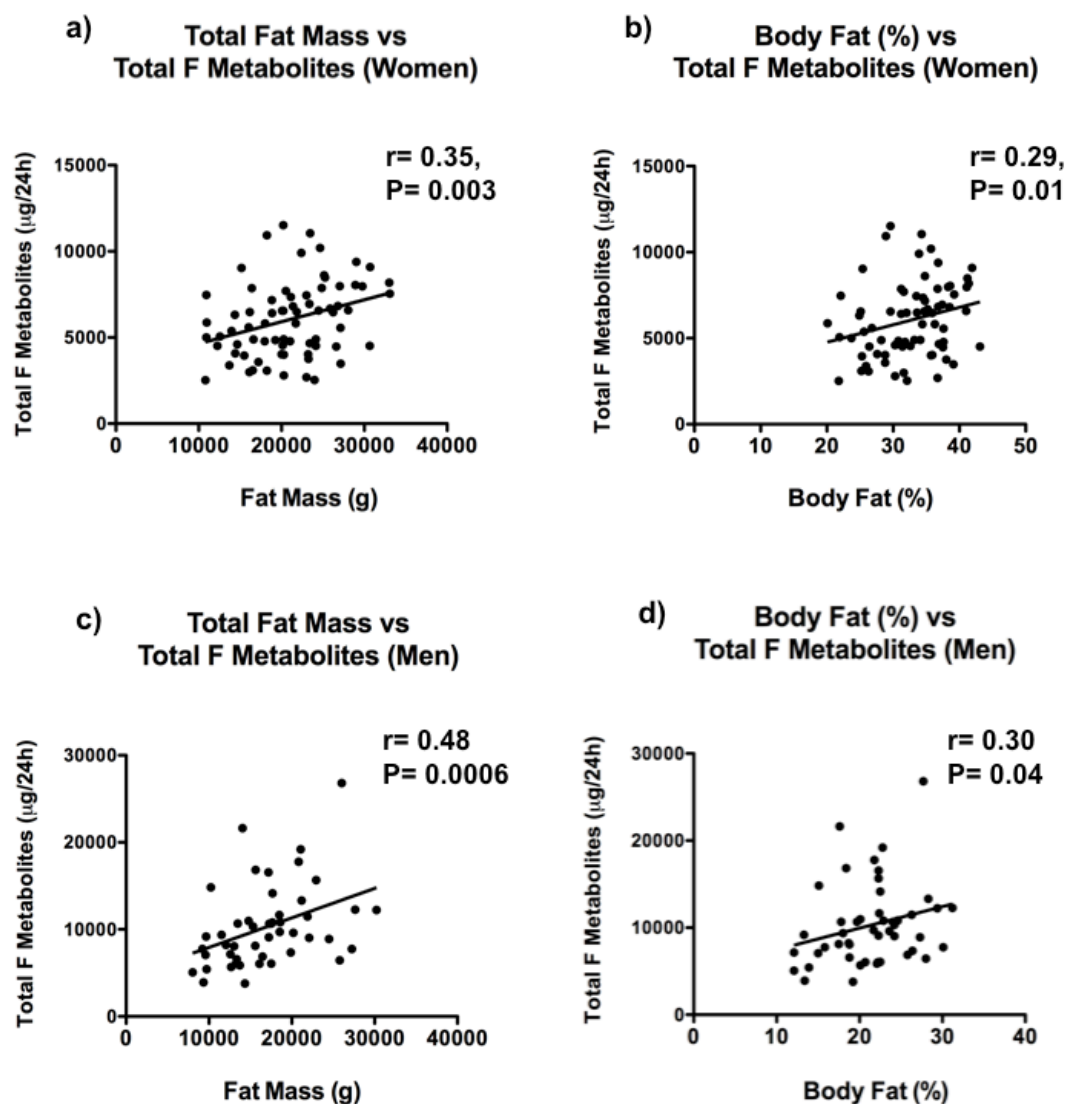 a)
Total Fat Mass vs
Total F Metabolites (Women)
r= 0.35,
P= 0.003
Total F Metabolites (μg/24h)
15000
10000
5000
0
0 10000 20000 30000 40000
Fat Mass (g)
b)
Body Fat (%) vs
Total F Metabolites (Women)
r= 0.29,
P= 0.01
Total F Metabolites (μg/24h)
15000
10000
5000
0
0 10 20 30 40 50
Body Fat (%)
c)
Total Fat Mass vs
Total F Metabolites (Men)
r= 0.48
P= 0.0006
Total F Metabolites (μg/24h)
30000
20000
10000
0
0 10000 20000 30000 40000
Fat Mass (g)
d)
Body Fat (%) vs
Total F Metabolites (Men)
r= 0.30
P= 0.04
Total F Metabolites (μg/24h)
30000
20000
10000
0
0 10 20 30 40
Body Fat (%)